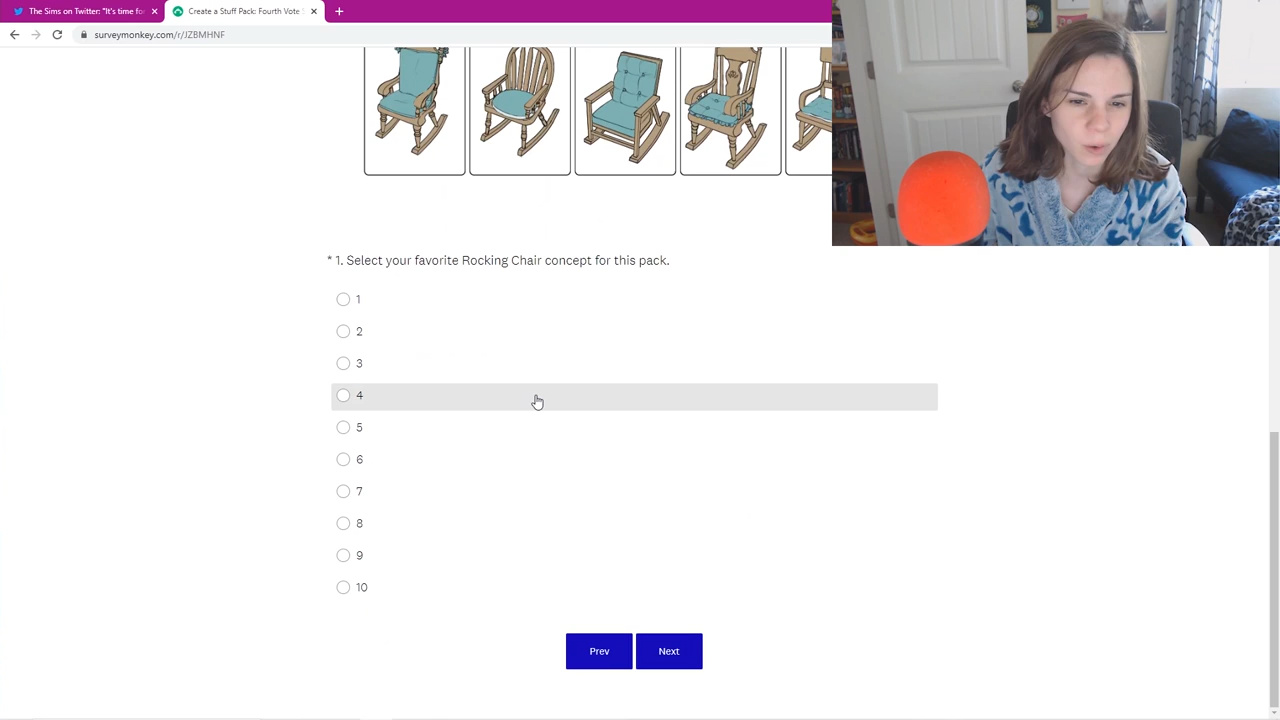 The Sims on Twitter: "It's time for
Create a Stuff Pack: Fourth Vote
surveymonkey.com/r/JZBMHNF
* 1. Select your favorite Rocking Chair concept for this pack.
1
2
3
4
5
6
7
8
9
10
Prev
Next